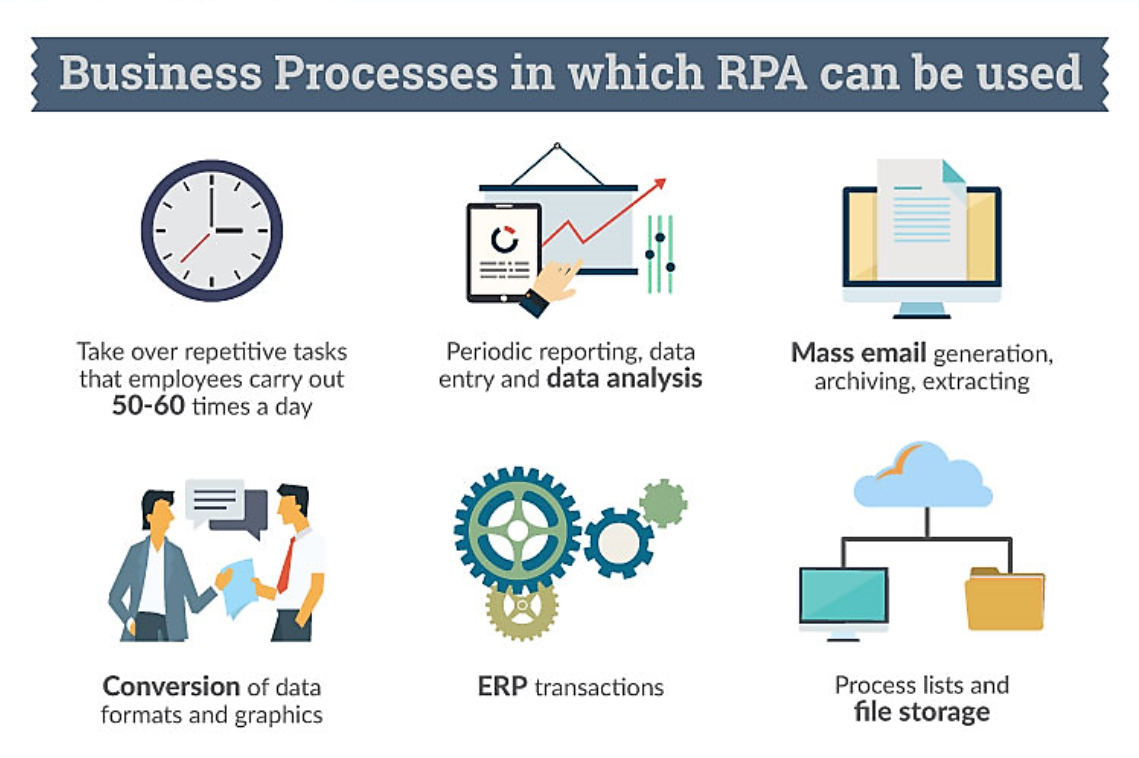 Business Processes in which RPA can be used
Take over repetitive tasks
that employees carry out
50-60 times a day
Periodic reporting, data
entry and data analysis
Mass email generation,
archiving, extracting
Conversion of data
formats and graphics
ERP transactions
Process lists and
file storage